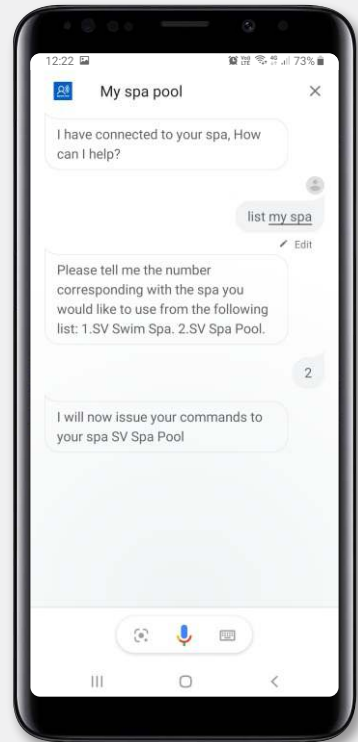 12:22 73%
My spa pool
I have connected to your spa, How
can I help?
list my spa
Edit
Please tell me the number
corresponding with the spa you
would like to use from the following
list: 1.SV Swim Spa. 2.SV Spa Pool.
2
I will now issue your commands to
your spa SV Spa Pool